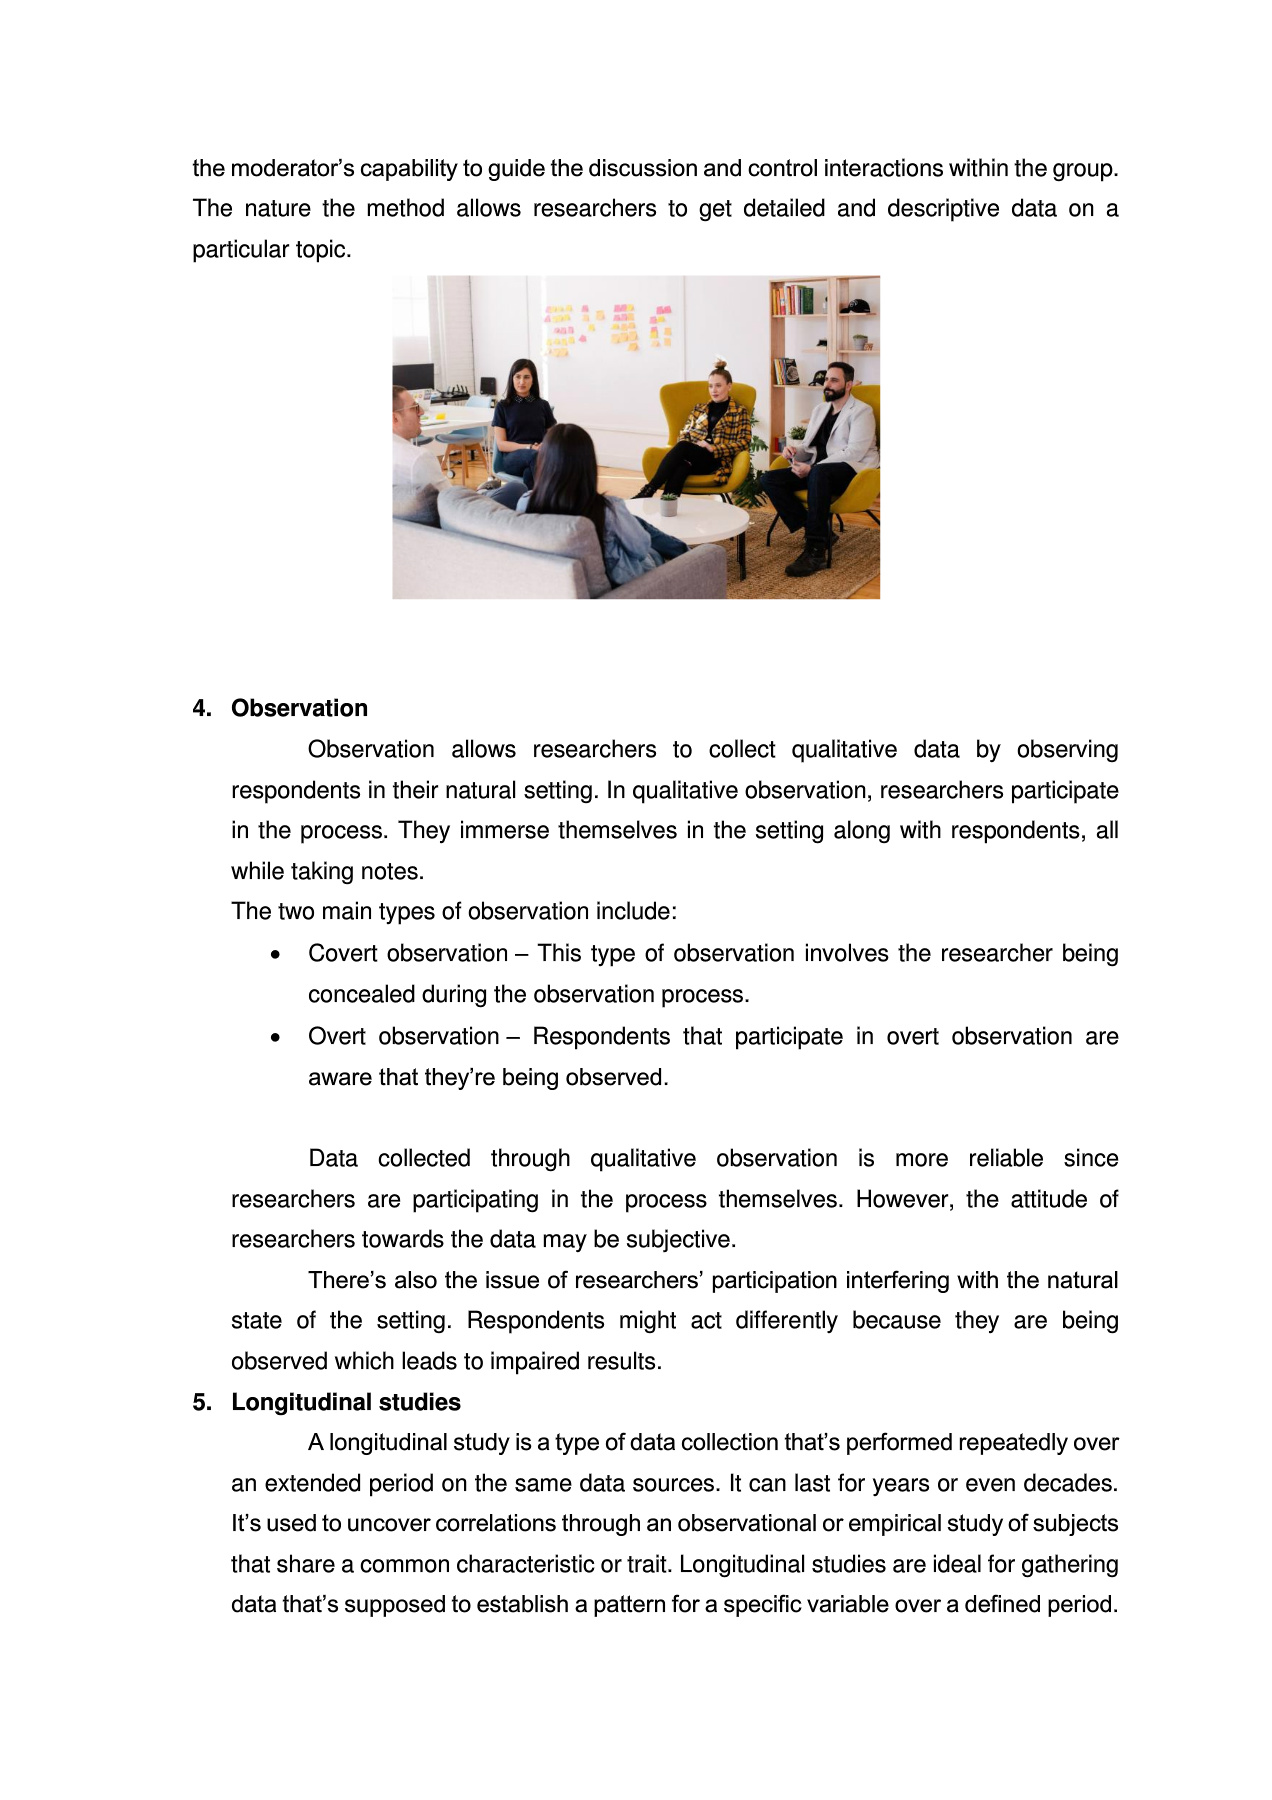 the moderator’s capability to guide the discussion and control interactions within the group.
The nature the method allows researchers to get detailed and descriptive data on a
particular topic.
4. Observation
Observation allows researchers to collect qualitative data by observing
respondents in their natural setting. In qualitative observation, researchers participate
in the process. They immerse themselves in the setting along with respondents, all
while taking notes.
The two main types of observation include:
• Covert observation – This type of observation involves the researcher being
concealed during the observation process.
• Overt observation – Respondents that participate in overt observation are
aware that they’re being observed.
Data collected through qualitative observation is more reliable since
researchers are participating in the process themselves. However, the attitude of
researchers towards the data may be subjective.
There’s also the issue of researchers’ participation interfering with the natural
state of the setting. Respondents might act differently because they are being
observed which leads to impaired results.
5. Longitudinal studies
A longitudinal study is a type of data collection that’s performed repeatedly over
an extended period on the same data sources. It can last for years or even decades.
It’s used to uncover correlations through an observational or empirical study of subjects
that share a common characteristic or trait. Longitudinal studies are ideal for gathering
data that’s supposed to establish a pattern for a specific variable over a defined period.